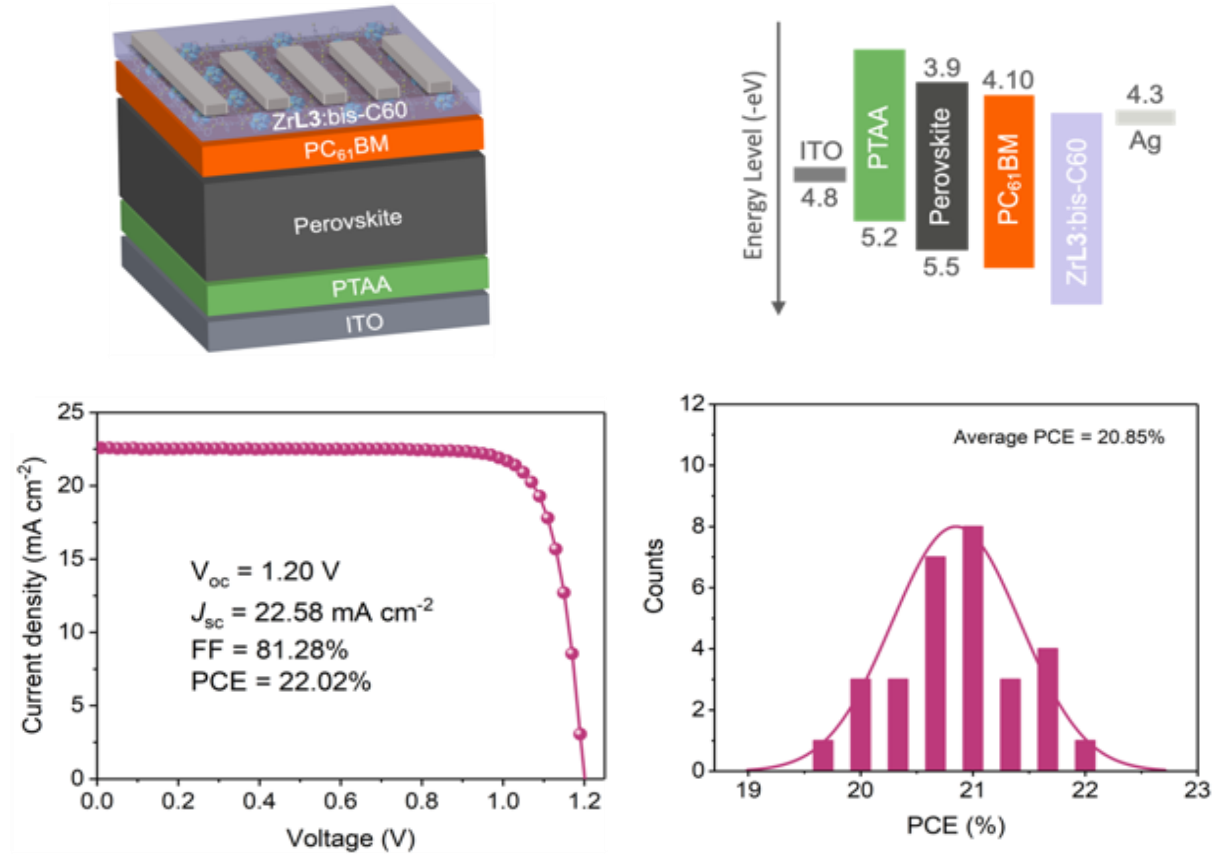 ZrL3:bis-C60
PC₆₁BM
Perovskite
PTAA
ITO
Energy Level (-eV)
ITO
4.8
PTAA
5.2
3.9
Perovskite
5.5
4.10
PC₆₁BM
ZrL3:bis-C60
4.3
Ag
25
20
15
10
5
0
Current density (mA cm⁻²)
V_oc = 1.20 V
J_sc = 22.58 mA cm⁻²
FF = 81.28%
PCE = 22.02%
0.0 0.2 0.4 0.6 0.8 1.0 1.2
Voltage (V)
12
10
8
6
4
2
0
Counts
Average PCE = 20.85%
19 20 21 22 23
PCE (%)